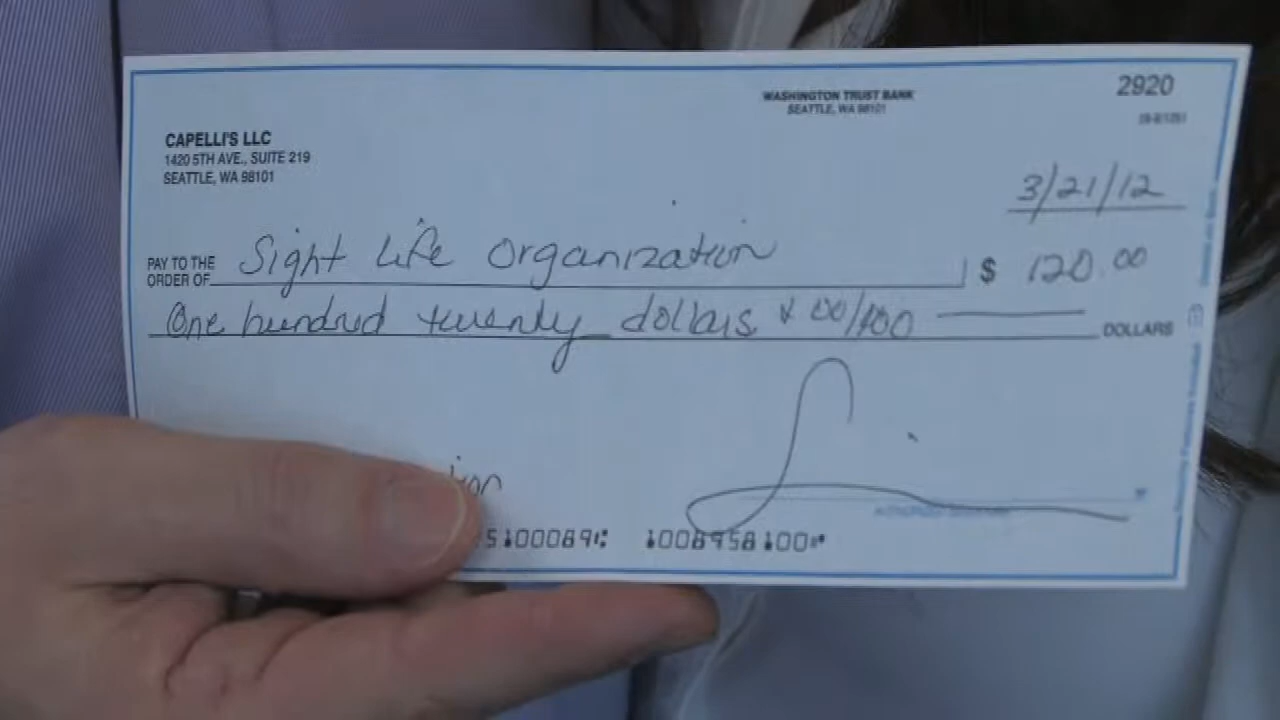 WASHINGTON TRUST BANK
SEATTLE, WA 98101
2920
CAPELLI'S LLC
1420 5TH AVE., SUITE 219
SEATTLE, WA 98101
3/21/12
PAY TO THE ORDER OF Sight Life Organization $ 120.00
One hundred twenty dollars & 00/100 DOLLARS